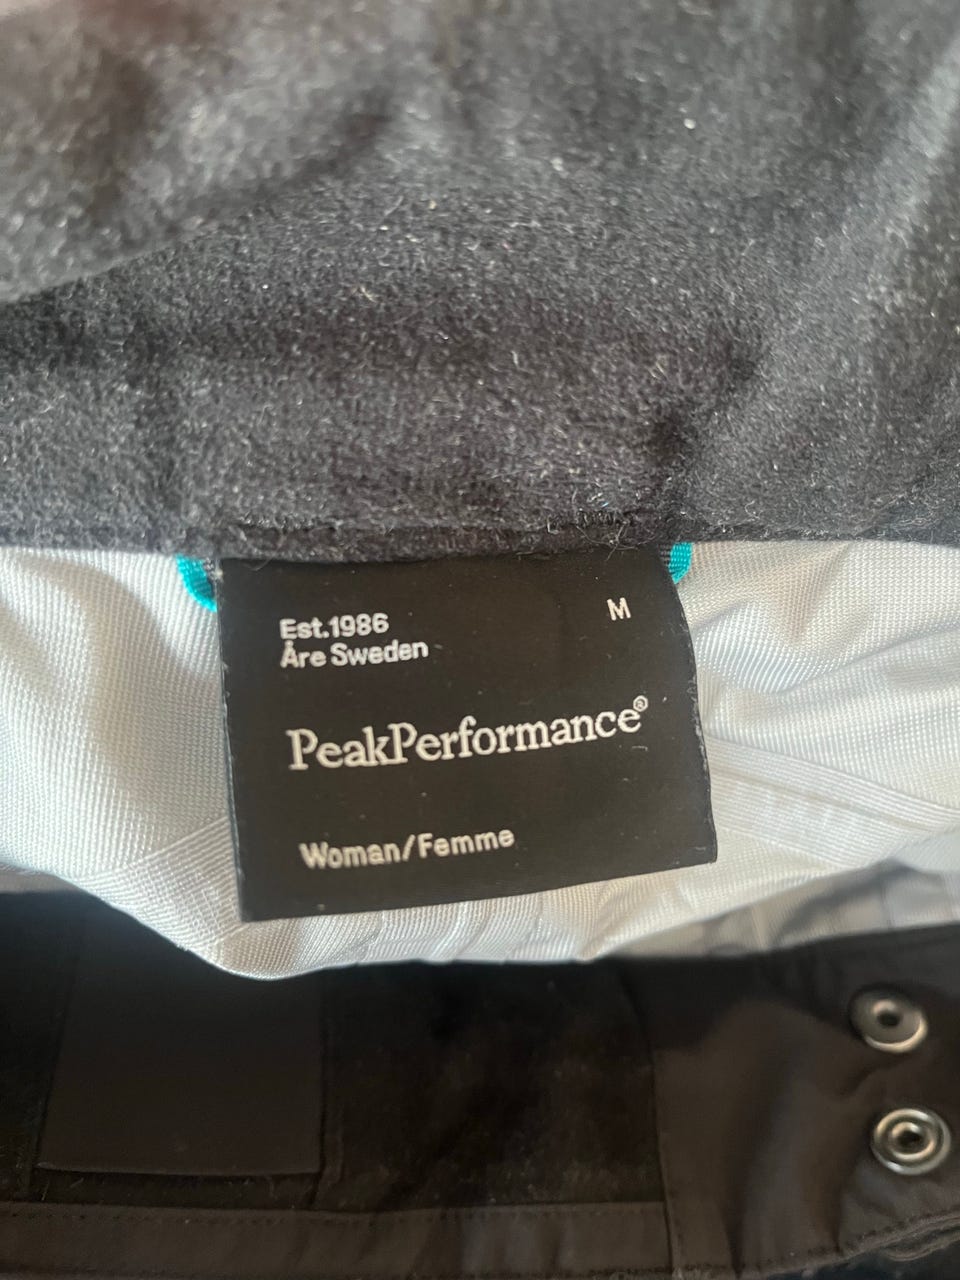 Est.1986
M
Åre Sweden
PeakPerformance®
Woman/Femme